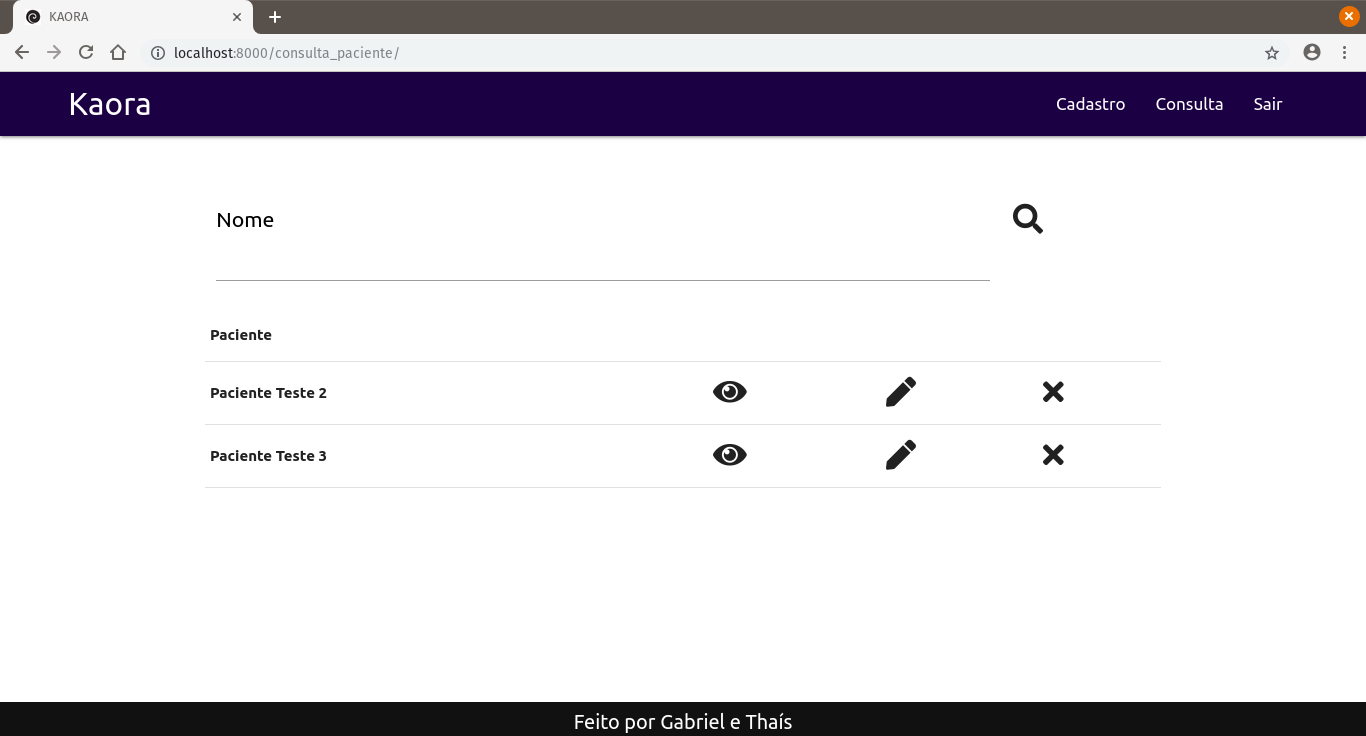 KAORA
localhost:8000/consulta_paciente/
Kaora
Cadastro Consulta Sair
Nome
Paciente
Paciente Teste 2
Paciente Teste 3
Feito por Gabriel e Thaís